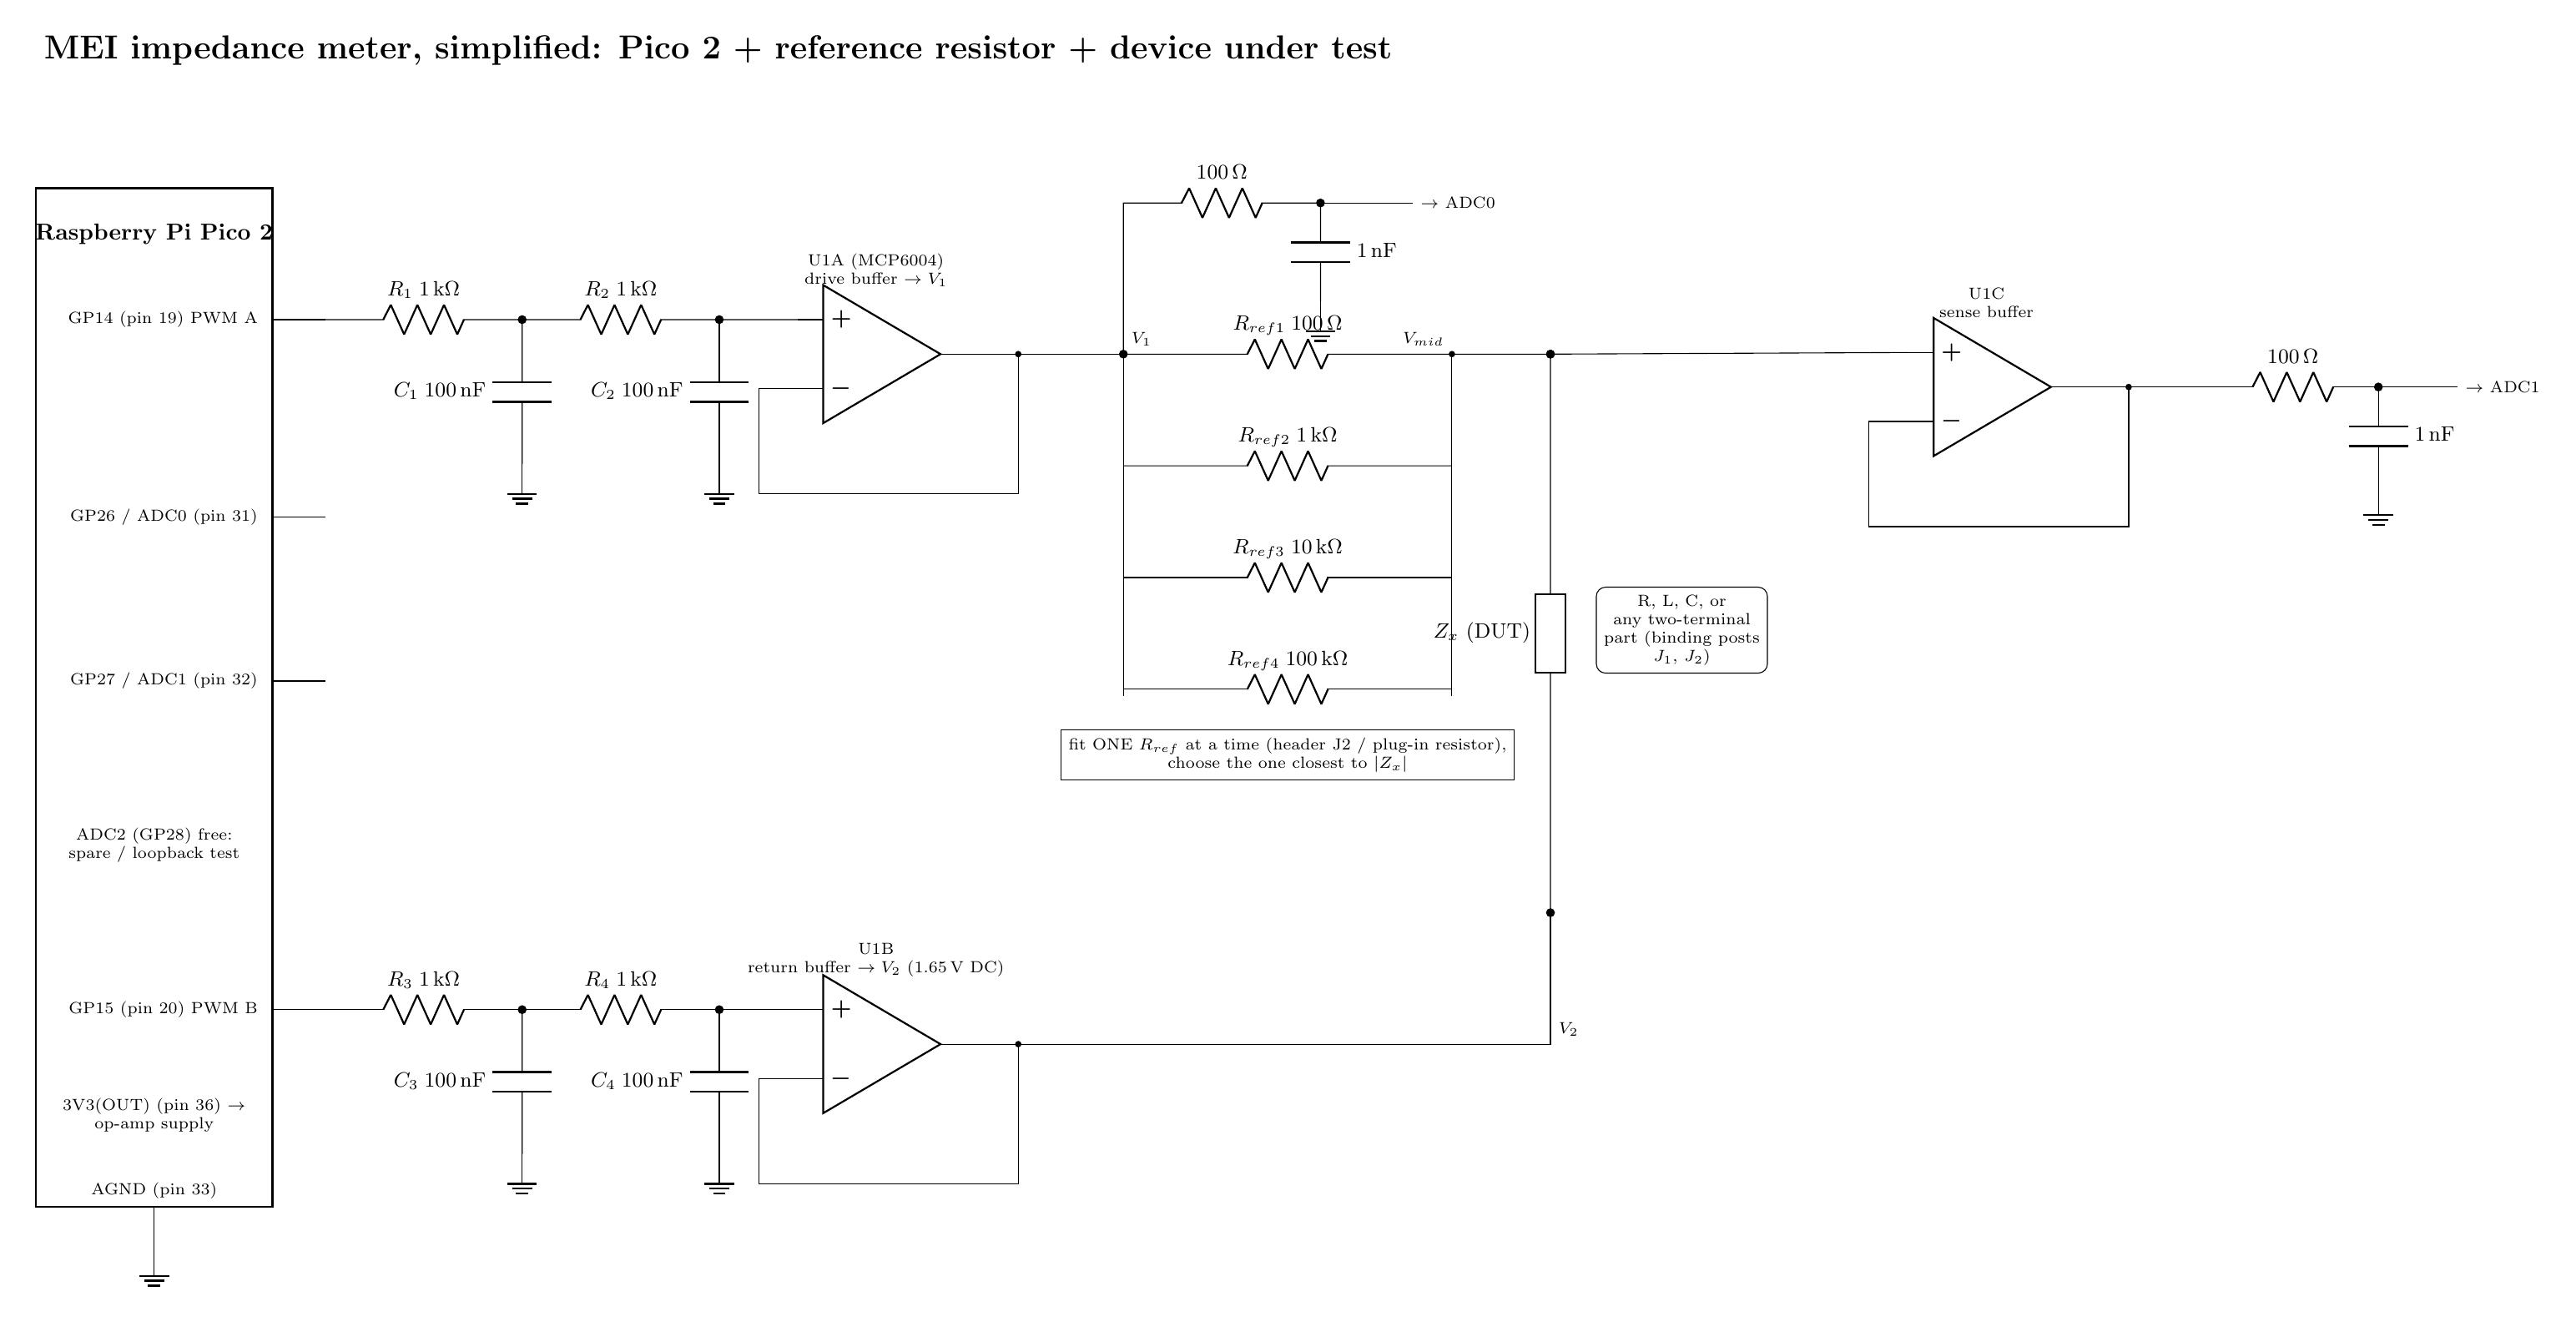 MEI impedance meter, simplified: Pico 2 + reference resistor + device under test
Raspberry Pi Pico 2
GP14 (pin 19) PWM A
GP26 / ADC0 (pin 31)
GP27 / ADC1 (pin 32)
ADC2 (GP28) free:
spare / loopback test
GP15 (pin 20) PWM B
3V3(OUT) (pin 36) →
op-amp supply
AGND (pin 33)
R₁ 1 kΩ
R₂ 1 kΩ
C₁ 100 nF
C₂ 100 nF
U1A (MCP6004)
drive buffer → V₁
+
−
100 Ω
→ ADC0
1 nF
V₁
R_ref1 100 Ω
V_mid
R_ref2 1 kΩ
R_ref3 10 kΩ
R_ref4 100 kΩ
fit ONE R_ref at a time (header J2 / plug-in resistor),
choose the one closest to |Zₓ|
Zₓ (DUT)
R, L, C, or
any two-terminal
part (binding posts
J₁, J₂)
U1C
sense buffer
+
−
100 Ω
→ ADC1
1 nF
R₃ 1 kΩ
R₄ 1 kΩ
C₃ 100 nF
C₄ 100 nF
U1B
return buffer → V₂ (1.65 V DC)
+
−
V₂